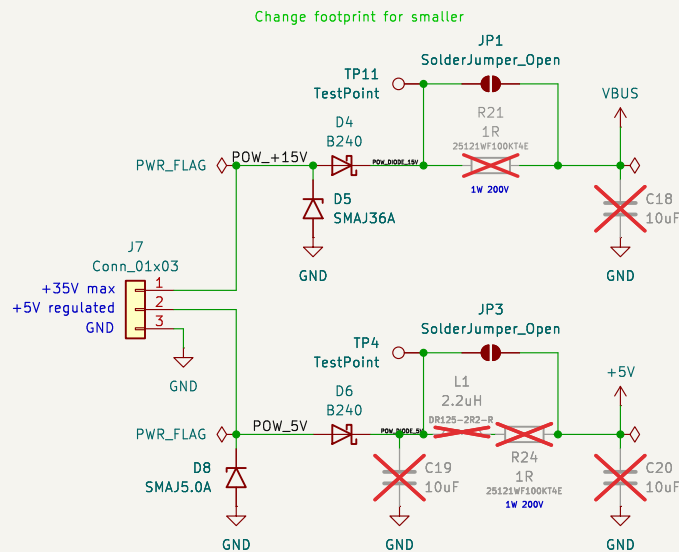 Change footprint for smaller
JP1
SolderJumper_Open
TP11
TestPoint
VBUS
R21
1R
25121WF100KT4E
1W 200V
D4
B240
PWR_FLAG
POW_+15V
POW_DIODE_15V
D5
SMAJ36A
C18
10uF
GND
GND
J7
Conn_01x03
+35V max
1
+5V regulated
2
GND
3
GND
JP3
SolderJumper_Open
TP4
TestPoint
+5V
L1
2.2uH
DR125-2R2-R
D6
B240
PWR_FLAG
POW_5V
POW_DIODE_5V
R24
1R
25121WF100KT4E
1W 200V
D8
SMAJ5.0A
C19
10uF
C20
10uF
GND
GND
GND